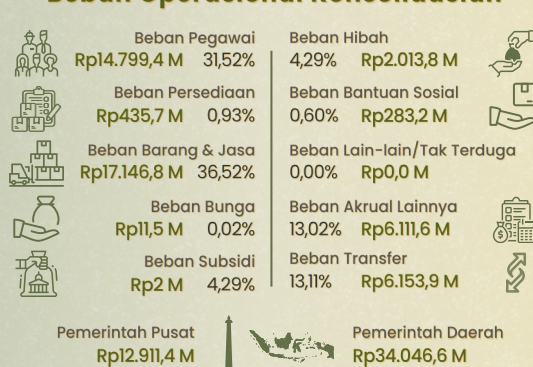 Beban Operasional Konsolidasian
Beban Pegawai
Rp14.799,4 M 31,52%
Beban Persediaan
Rp435,7 M 0,93%
Beban Barang & Jasa
Rp17.146,8 M 36,52%
Beban Bunga
Rp11,5 M 0,02%
Beban Subsidi
Rp2 M 4,29%
Beban Hibah
4,29% Rp2.013,8 M
Beban Bantuan Sosial
0,60% Rp283,2 M
Beban Lain-lain/Tak Terduga
0,00% Rp0,0 M
Beban Akrual Lainnya
13,02% Rp6.111,6 M
Beban Transfer
13,11% Rp6.153,9 M
Pemerintah Pusat
Rp12.911,4 M
Pemerintah Daerah
Rp34.046,6 M